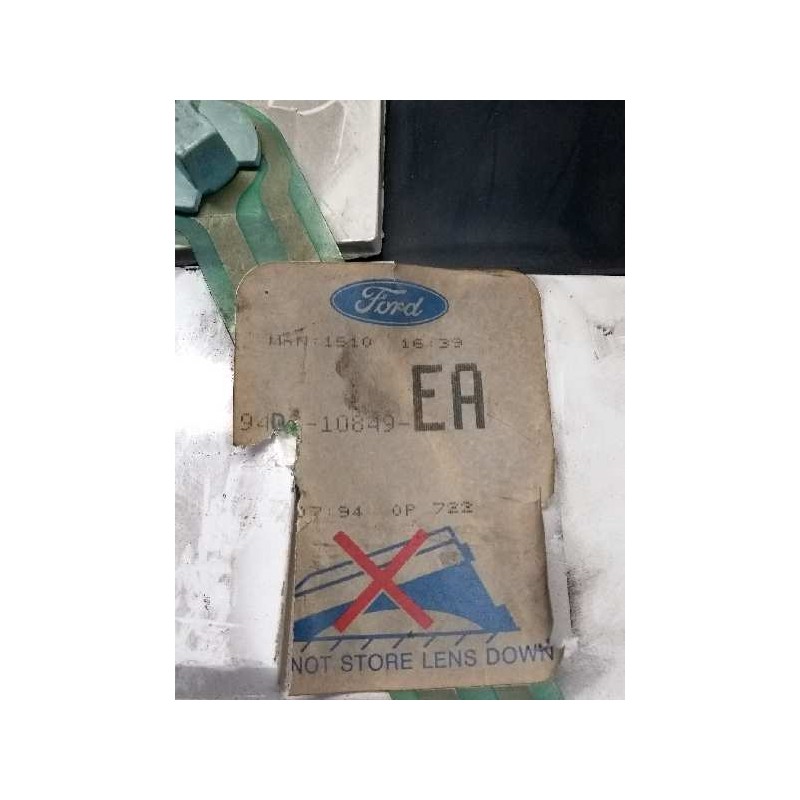 Ford
MAN:1510 16:39
EA
-10849-
07:94 OP 722
NOT STORE LENS DOWN